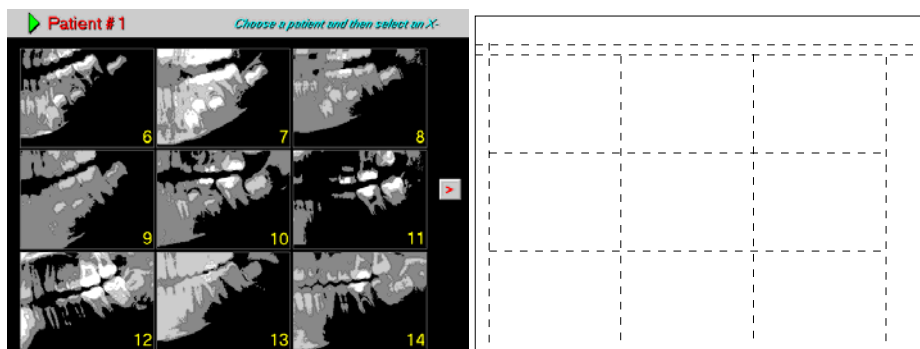 Patient # 1
Choose a patient and then select an X-
6 7 8
9 10 11
>
12 13 14